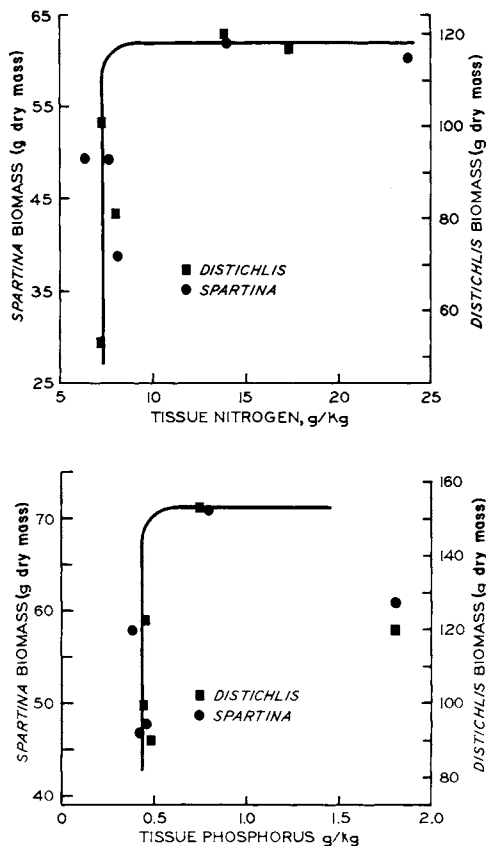 SPARTINA BIOMASS (g dry mass)
65
55
45
35
25
DISTICHLIS BIOMASS (g dry mass)
120
100
80
60
DISTICHLIS
SPARTINA
5 10 15 20 25
TISSUE NITROGEN, g/Kg
SPARTINA BIOMASS (g dry mass)
70
60
50
39
DISTICHLIS BIOMASS (g dry mass)
160
140
120
100
80
DISTICHLIS
SPARTINA
0 0.5 1.0 1.5 2.0
TISSUE PHOSPHORUS g/kg